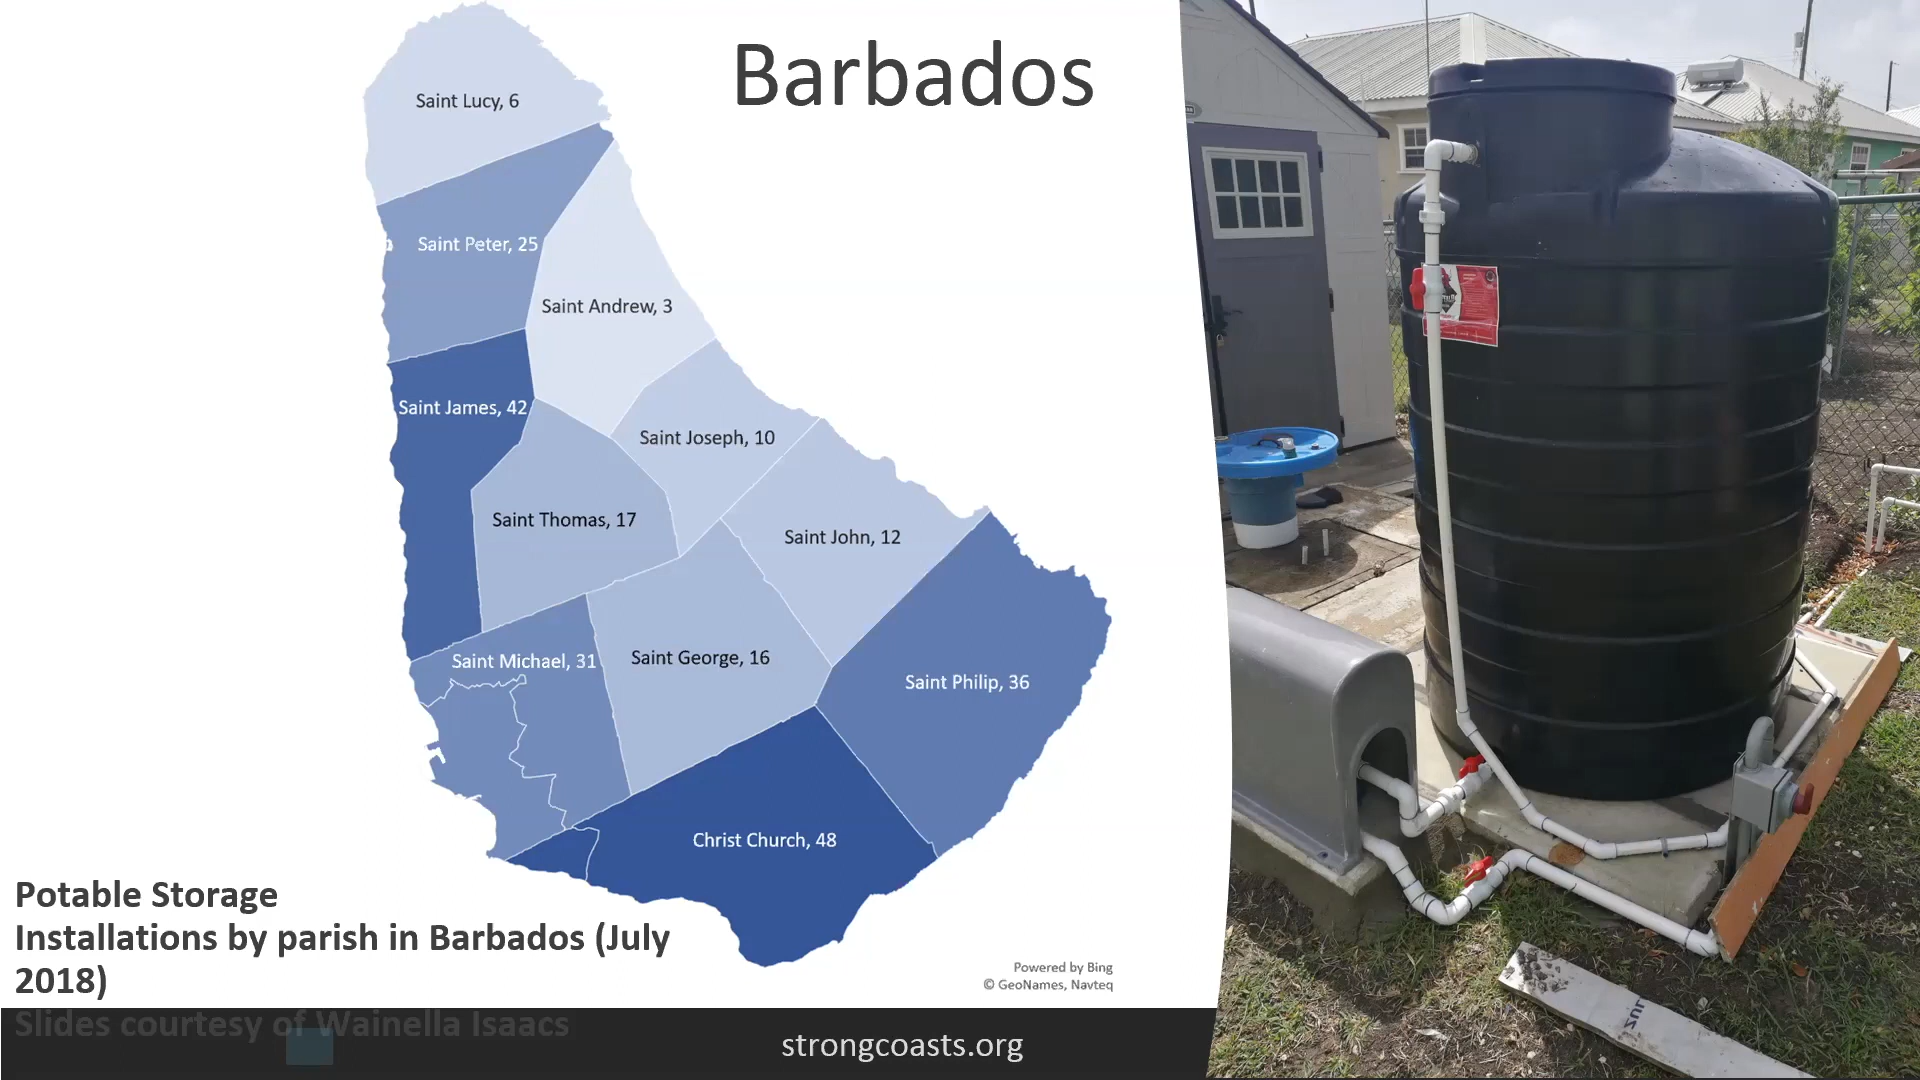 Barbados
Saint Lucy, 6
Saint Peter, 25
Saint Andrew, 3
Saint James, 42
Saint Joseph, 10
Saint Thomas, 17
Saint John, 12
Saint Michael, 31
Saint George, 16
Saint Philip, 36
Christ Church, 48
Potable Storage
Installations by parish in Barbados (July
2018)
Powered by Bing
© GeoNames, Navteq
Slides courtesy of Wainella Isaacs
strongcoasts.org